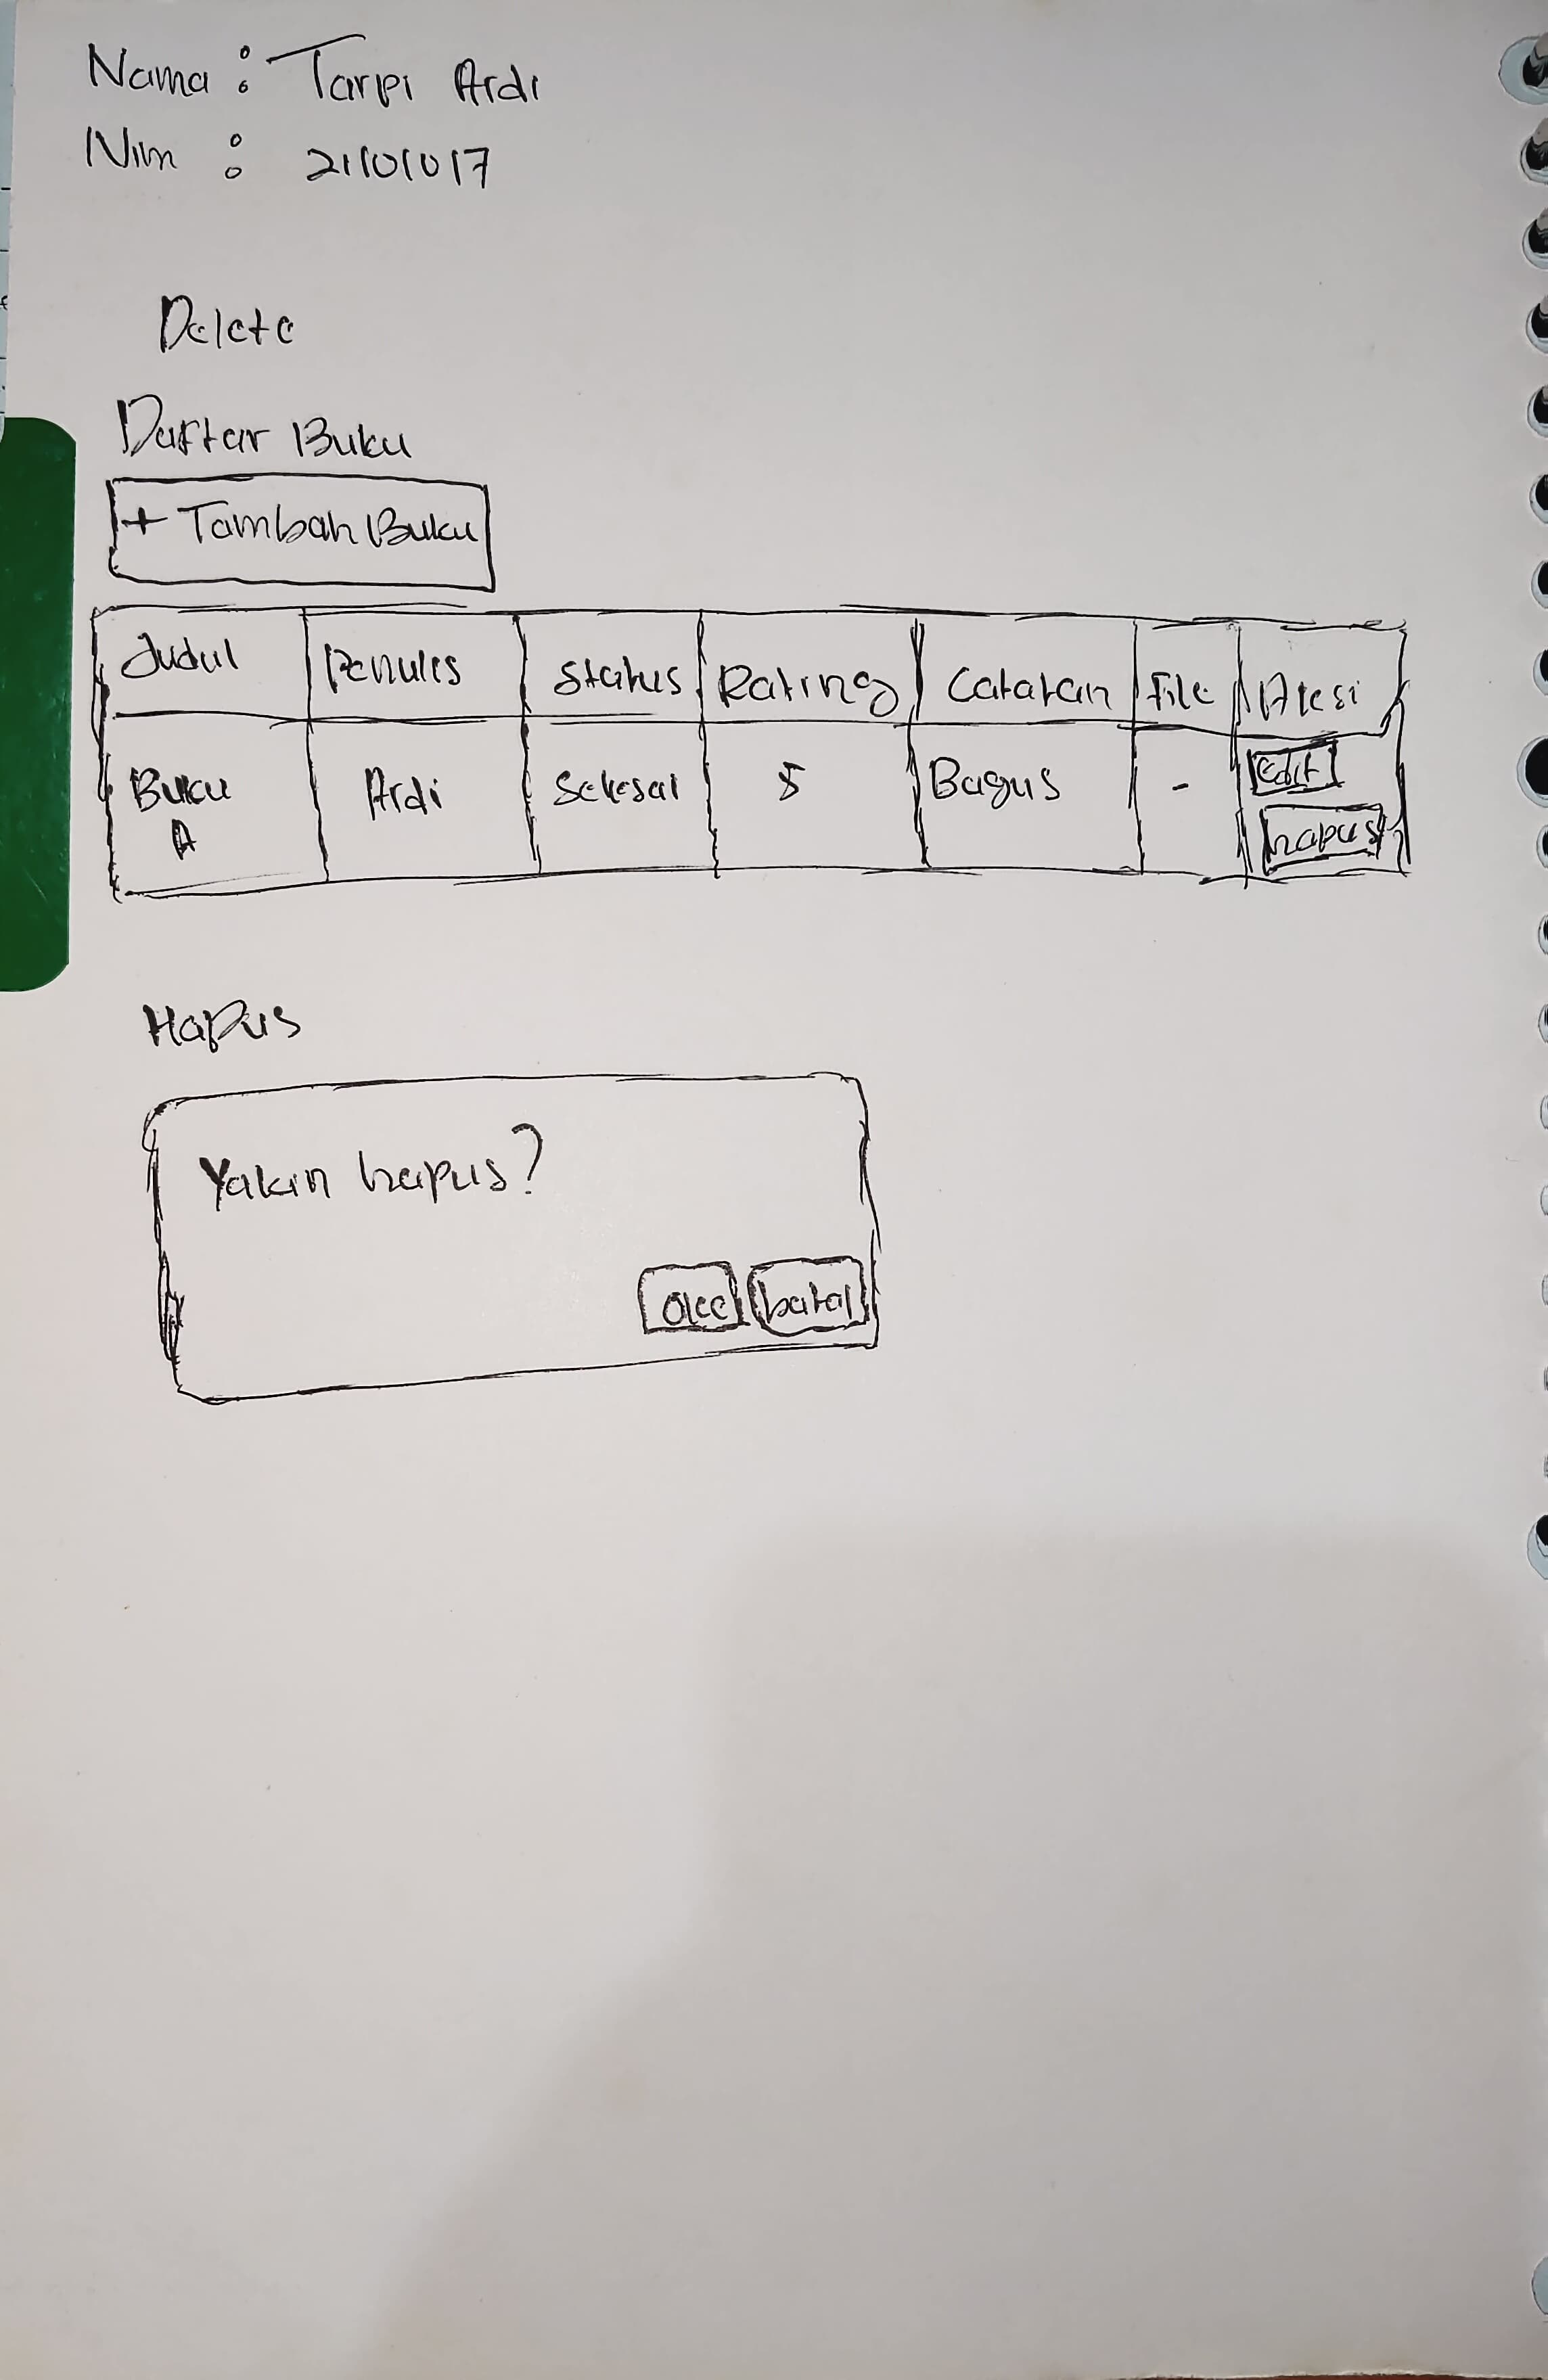 Nama : Tarpi Ardi
Nim : 21101017
Delete
Daftar Buku
+ Tambah Buku
Judul Penulis Status Rating Catatan File Aksi
Buku A Ardi Selesai 5 Bagus - Edit hapus
Hapus
Yakin hapus?
oke batal